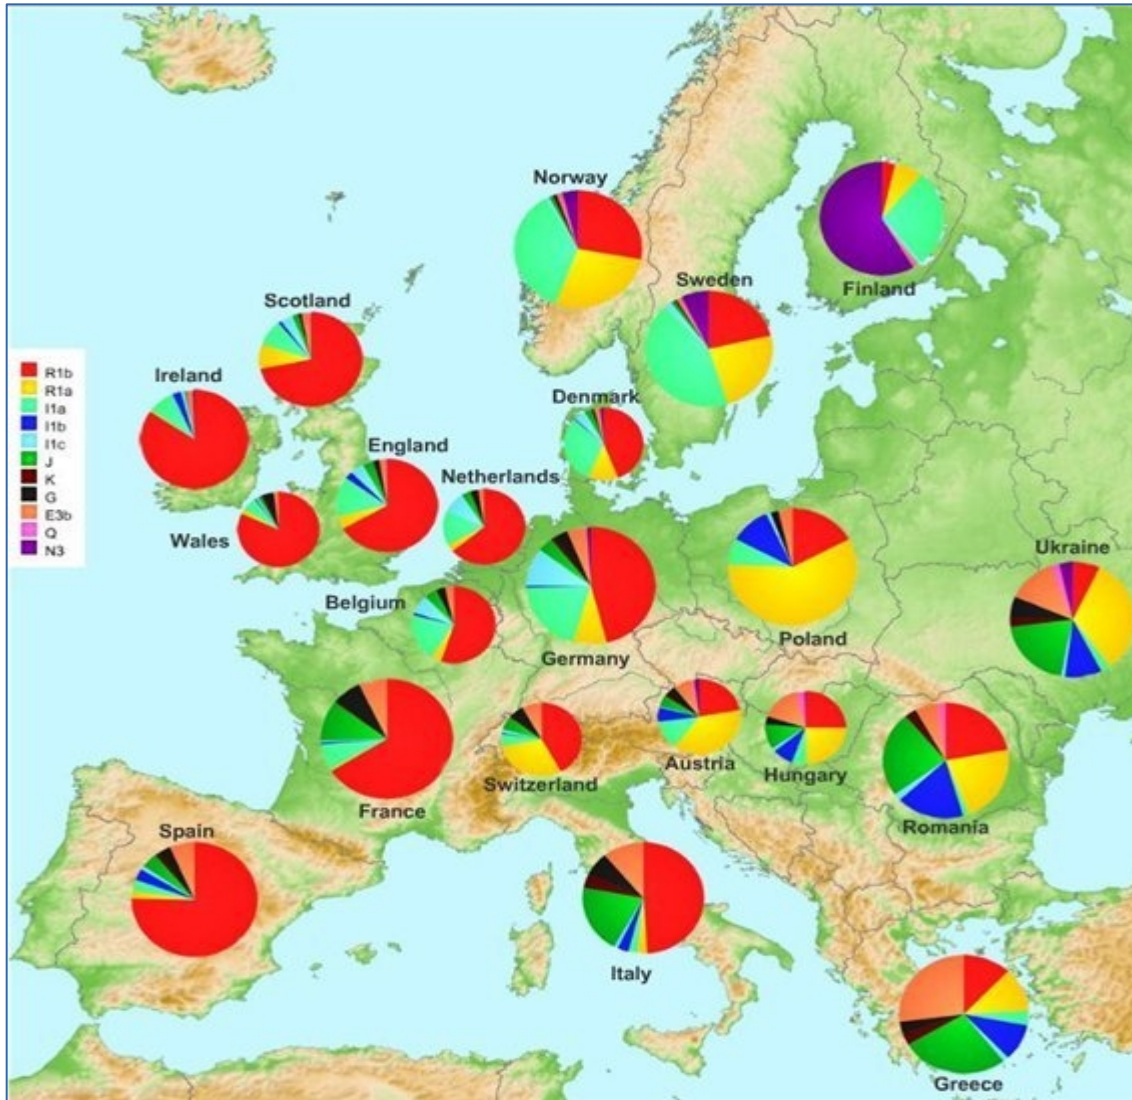 Norway
Finland
Sweden
Scotland
Ireland
Denmark
England
Netherlands
Wales
Ukraine
Belgium
Germany
Poland
Austria
Switzerland
Hungary
France
Romania
Spain
Italy
Greece
R1b
R1a
I1a
I1b
I1c
J
K
G
E3b
Q
N3